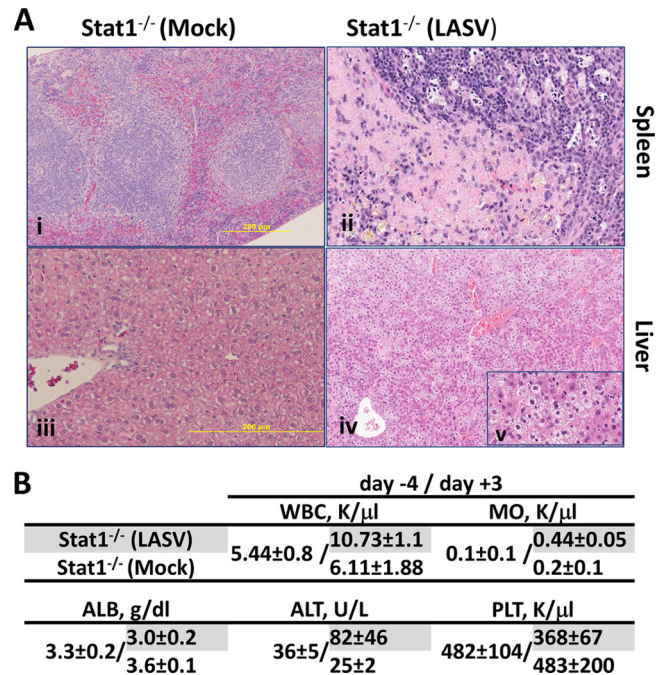 A
Stat1-/- (Mock) Stat1-/- (LASV)
i
200 µm
ii
Spleen
iii
200 µm
iv
v
Liver
B
day -4 / day +3
WBC, K/µl MO, K/µl
Stat1-/- (LASV) 5.44±0.8 / 10.73±1.1 0.1±0.1 / 0.44±0.05
Stat1-/- (Mock) 6.11±1.88 0.2±0.1
ALB, g/dl ALT, U/L PLT, K/µl
3.3±0.2/ 3.0±0.2 36±5/ 82±46 482±104/ 368±67
3.6±0.1 25±2 483±200